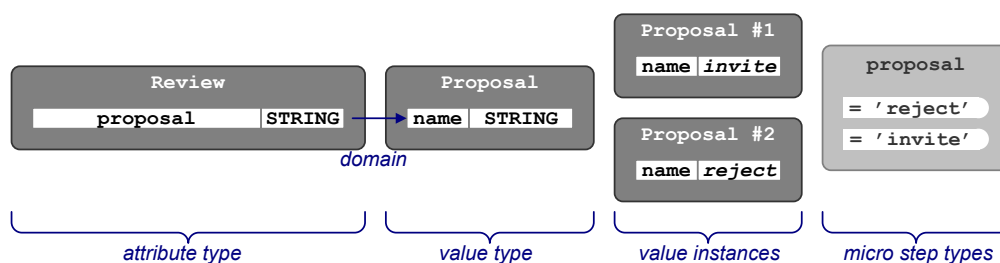 Review
proposal STRING
domain
Proposal
name STRING
Proposal #1
name invite
Proposal #2
name reject
proposal
= ’reject’
= ’invite’
attribute type
value type
value instances
micro step types